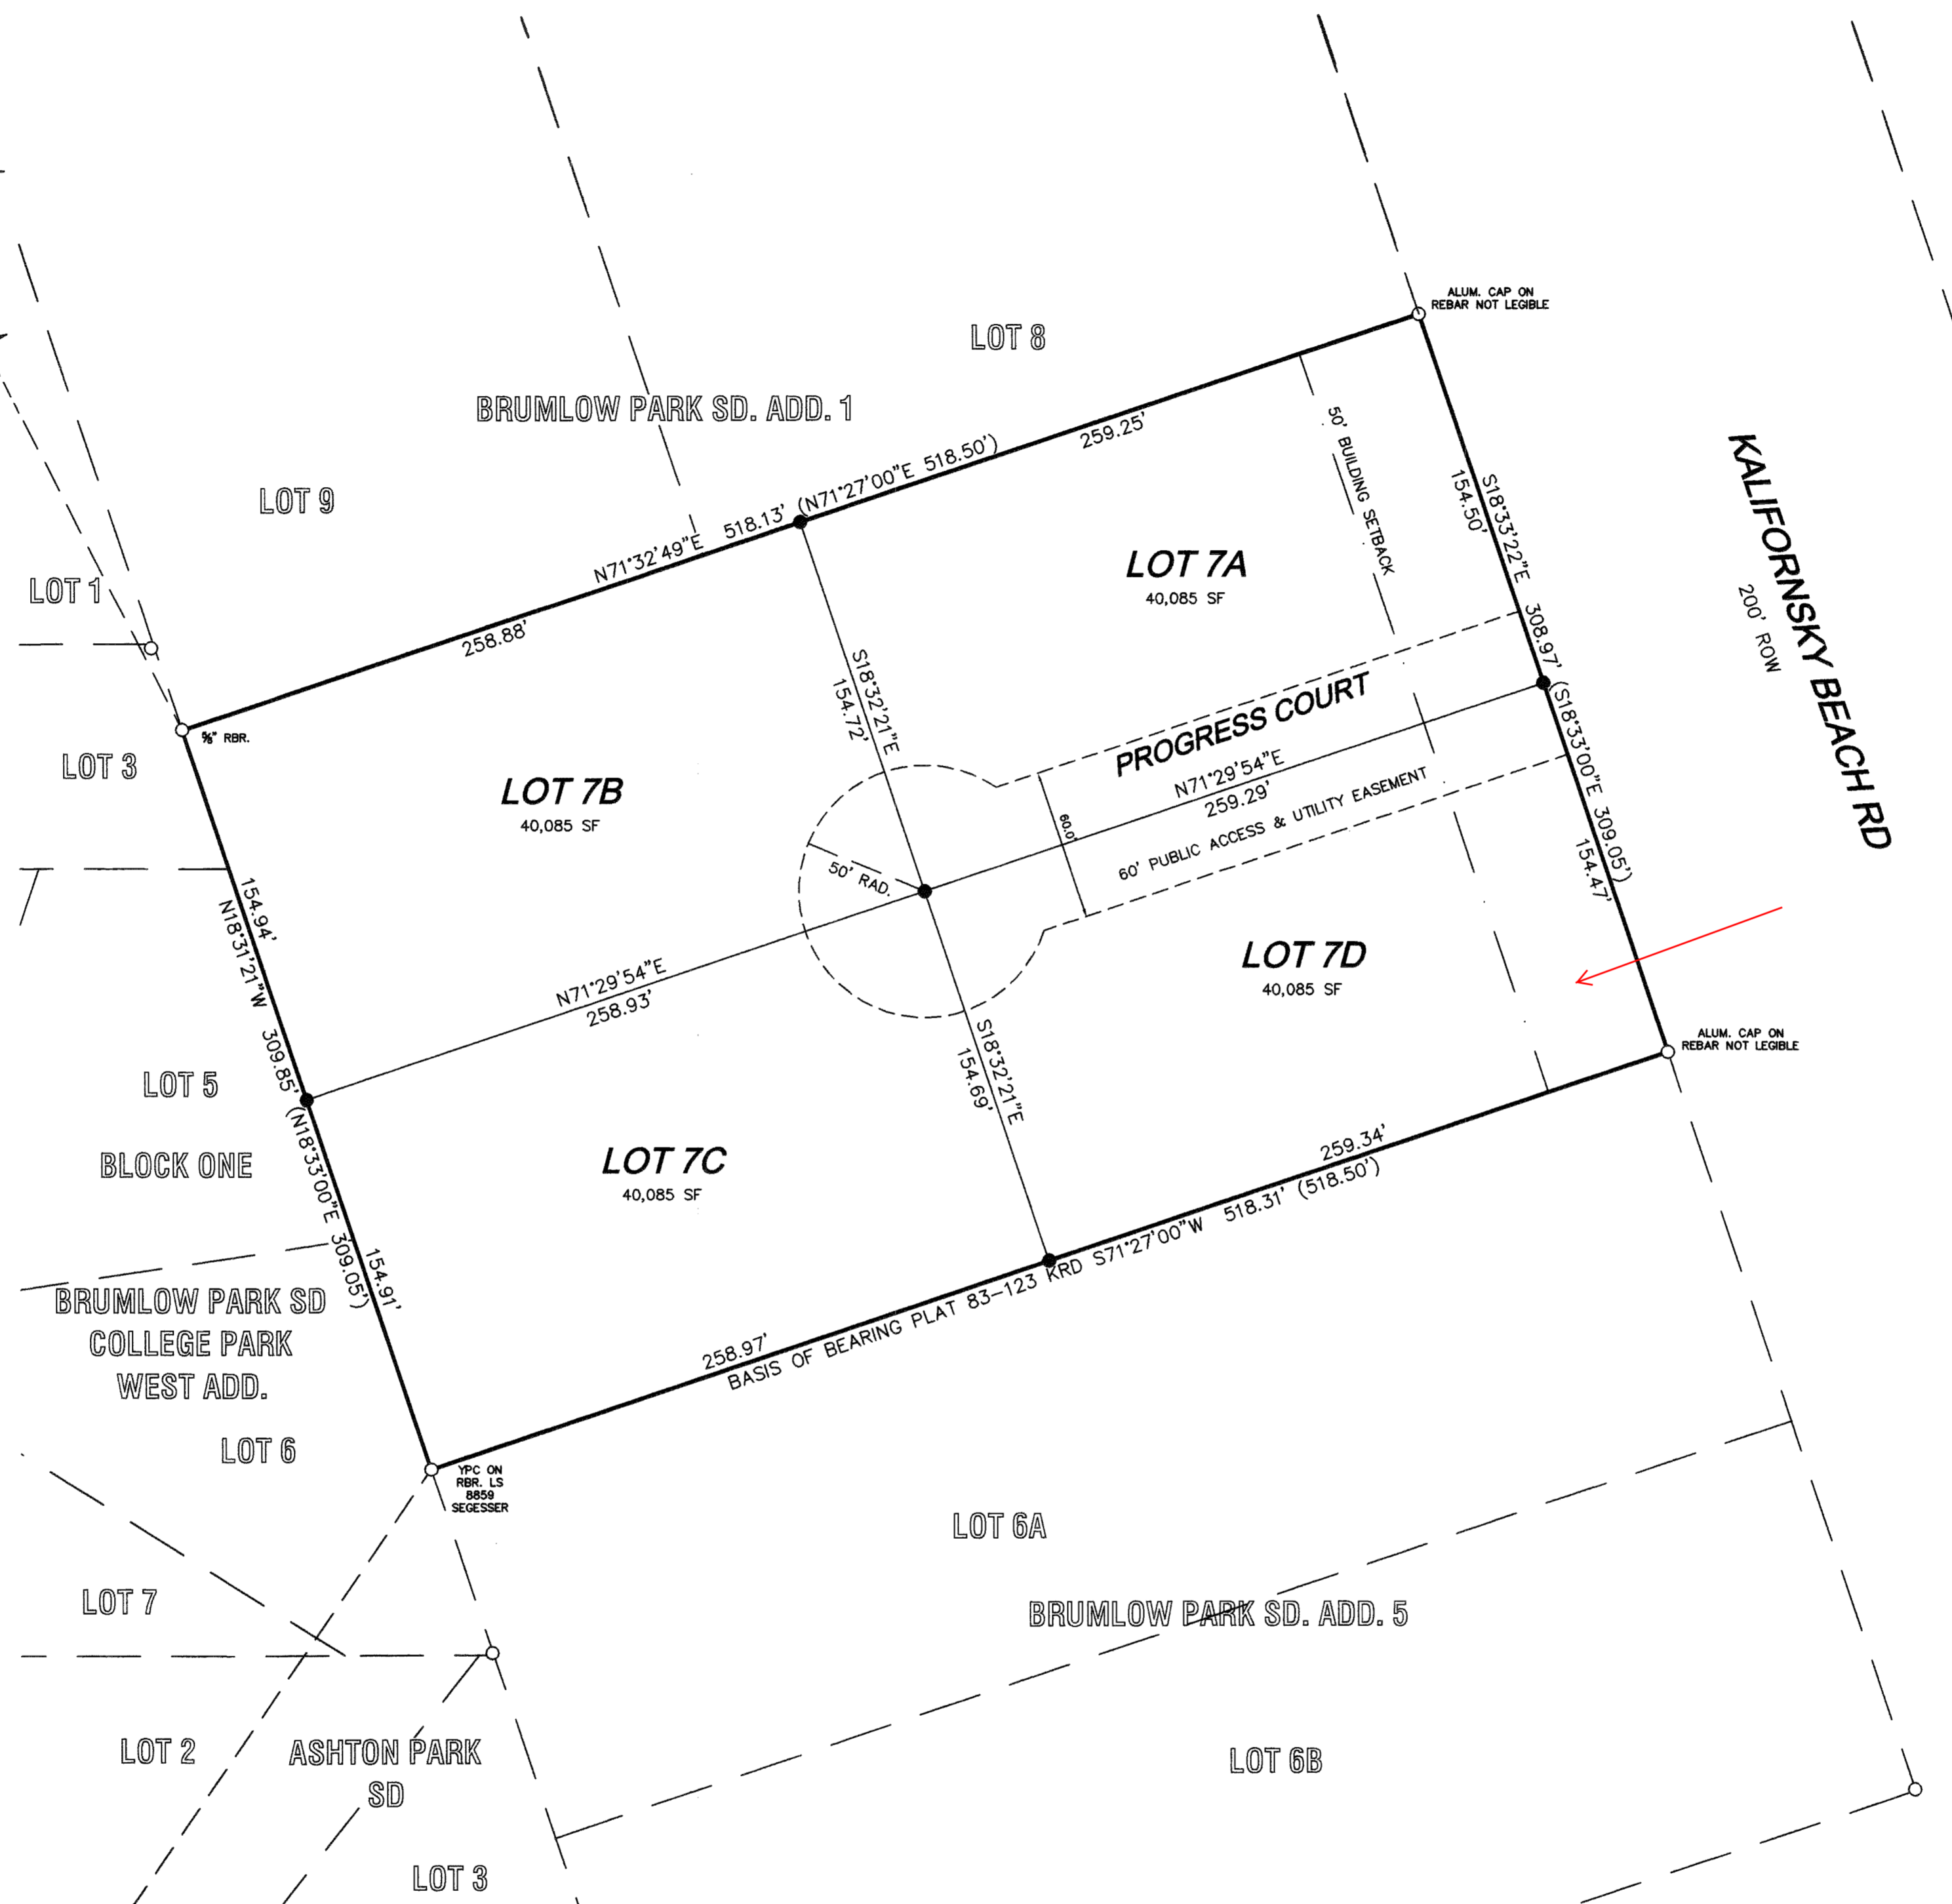 ALUM. CAP ON
REBAR NOT LEGIBLE
LOT 8
BRUMLOW PARK SD. ADD. 1
259.25'
50' BUILDING SETBACK
N71°32'49"E 518.13' (N71°27'00"E 518.50')
LOT 9
S18°33'22"E 308.97' (S18°33'00"E 309.05')
154.50'
KALIFORNSKY BEACH RD
200' ROW
LOT 7A
40,085 SF
LOT 1
258.88'
S18°32'21"E
154.72'
PROGRESS COURT
5/8" RBR.
LOT 3
LOT 7B
40,085 SF
N71°29'54"E
259.29'
60.0'
60' PUBLIC ACCESS & UTILITY EASEMENT
50' RAD.
154.47'
154.94'
N18°31'21"W 309.85' (N18°33'00"E 309.05')
LOT 7D
40,085 SF
N71°29'54"E
258.93'
ALUM. CAP ON
REBAR NOT LEGIBLE
S18°32'21"E
154.69'
LOT 5
BLOCK ONE
LOT 7C
40,085 SF
259.34'
154.91'
BASIS OF BEARING PLAT 83-123 KRD S71°27'00"W 518.31' (518.50')
258.97'
BRUMLOW PARK SD
COLLEGE PARK
WEST ADD.
LOT 6
YPC ON
RBR. LS
8859
SEGESSER
LOT 6A
LOT 7
BRUMLOW PARK SD. ADD. 5
LOT 2
ASHTON PARK
SD
LOT 6B
LOT 3